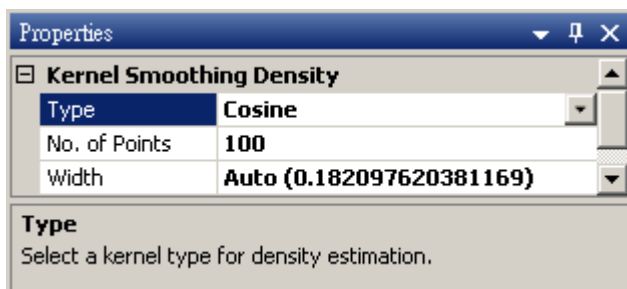 Properties
Kernel Smoothing Density
Type Cosine
No. of Points 100
Width Auto (0.182097620381169)
Type
Select a kernel type for density estimation.